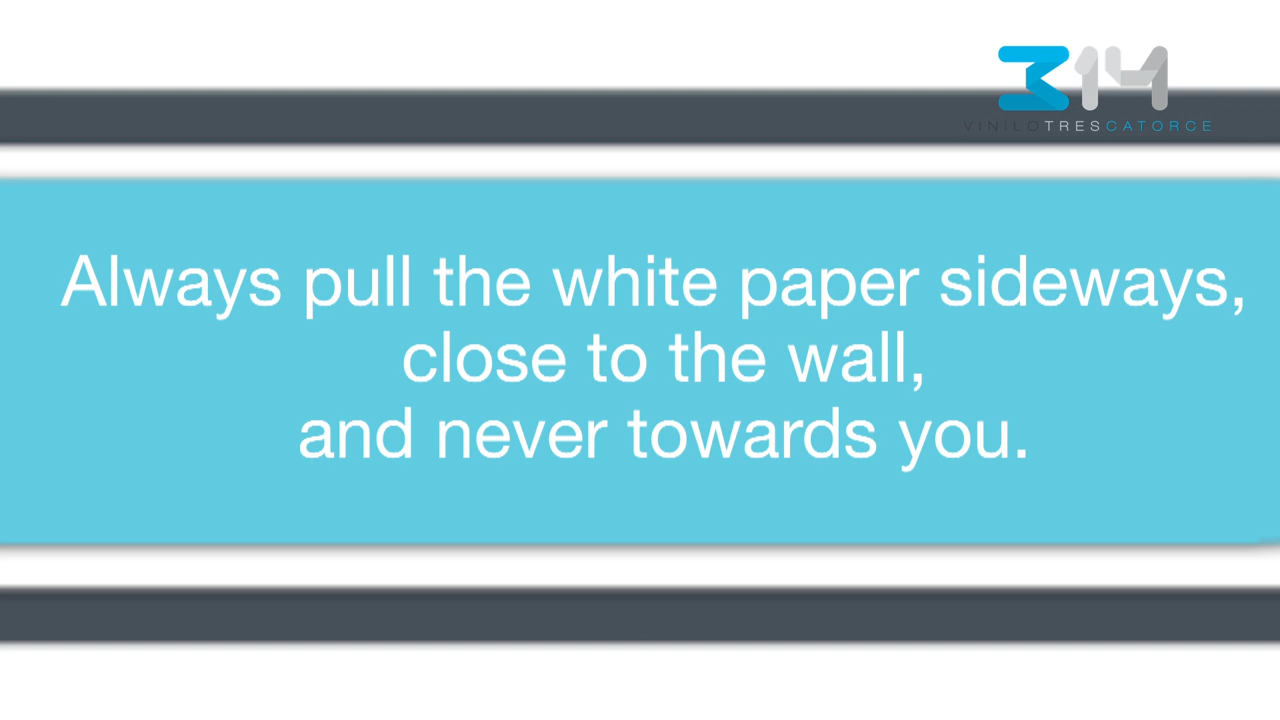 314
VINILOTRESCATORCE
Always pull the white paper sideways,
close to the wall,
and never towards you.